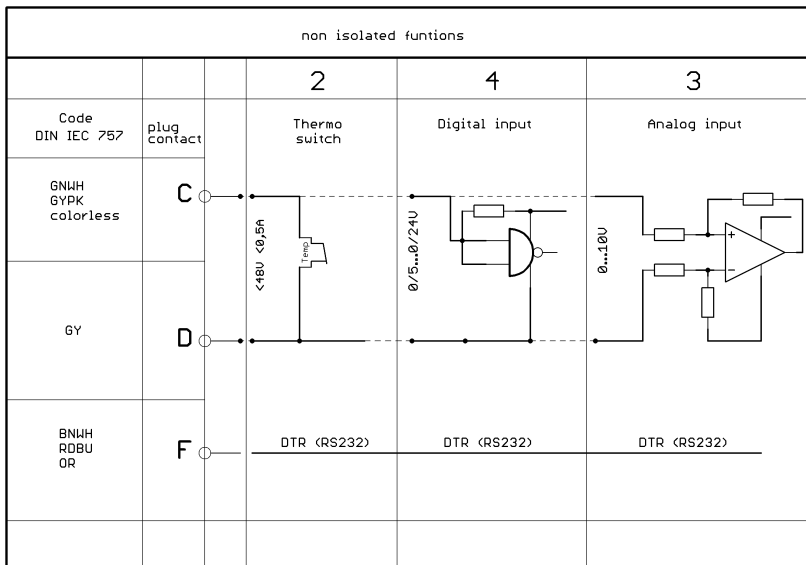 non isolated funtions
2 4 3
Code
DIN IEC 757
plug
contact
Thermo
switch
Digital input
Analog input
GNWH
GYPK
colorless
C
<48V <0,5A
Temp
0/5...0/24V
0...10V
+
−
GY
D
BNWH
RDBU
OR
F
DTR (RS232) DTR (RS232) DTR (RS232)